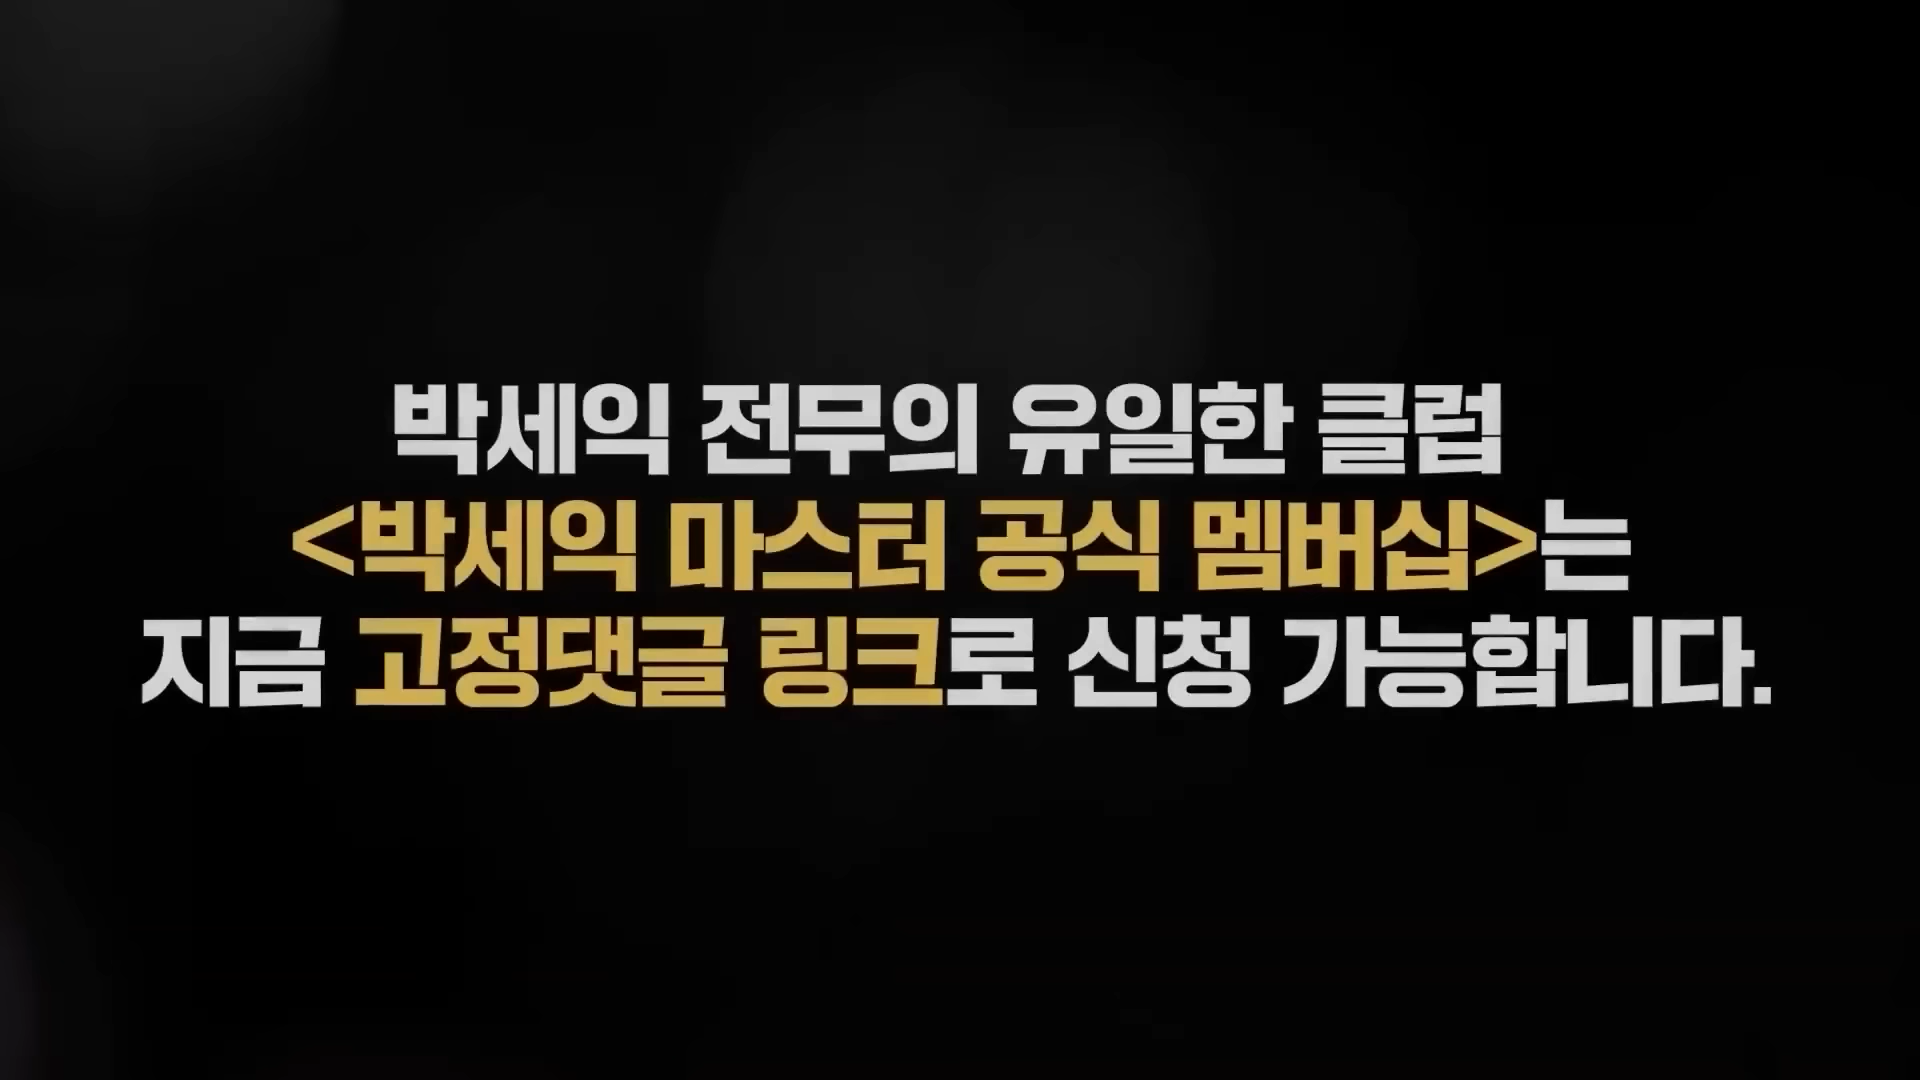 박세익 전무의 유일한 클럽
<박세익 마스터 공식 멤버십>는
지금 고정댓글 링크로 신청 가능합니다.